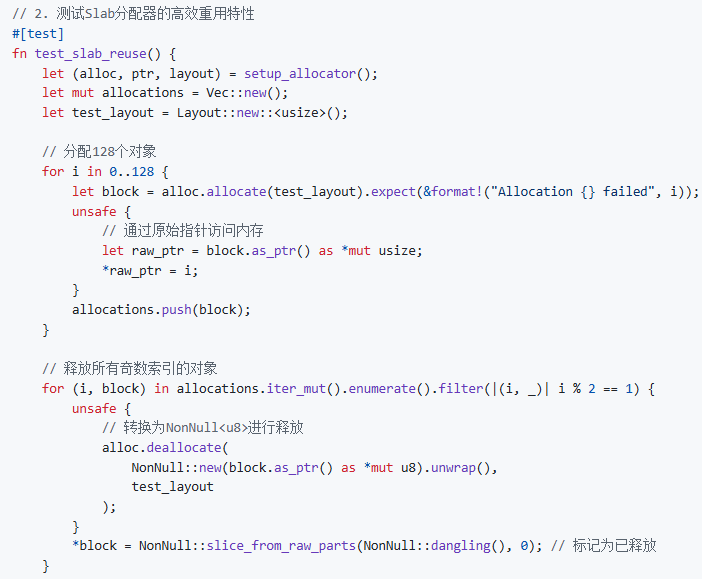 // 2. 测试Slab分配器的高效重用特性
#[test]
fn test_slab_reuse() {
    let (alloc, ptr, layout) = setup_allocator();
    let mut allocations = Vec::new();
    let test_layout = Layout::new::<usize>();

    // 分配128个对象
    for i in 0..128 {
        let block = alloc.allocate(test_layout).expect(&format!("Allocation {} failed", i));
        unsafe {
            // 通过原始指针访问内存
            let raw_ptr = block.as_ptr() as *mut usize;
            *raw_ptr = i;
        }
        allocations.push(block);
    }

    // 释放所有奇数索引的对象
    for (i, block) in allocations.iter_mut().enumerate().filter(|(i, _)| i % 2 == 1) {
        unsafe {
            // 转换为NonNull<u8>进行释放
            alloc.deallocate(
                NonNull::new(block.as_ptr() as *mut u8).unwrap(),
                test_layout
            );
        }
        *block = NonNull::slice_from_raw_parts(NonNull::dangling(), 0); // 标记为已释放
    }